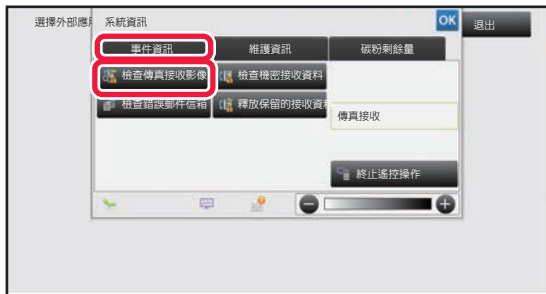 選擇外部應
系統資訊
OK
退出
事件資訊
維護資訊
碳粉剩餘量
檢查傳真接收影像
檢查機密接收資料
檢查錯誤郵件信箱
釋放保留的接收資
傳真接收
終止遙控操作